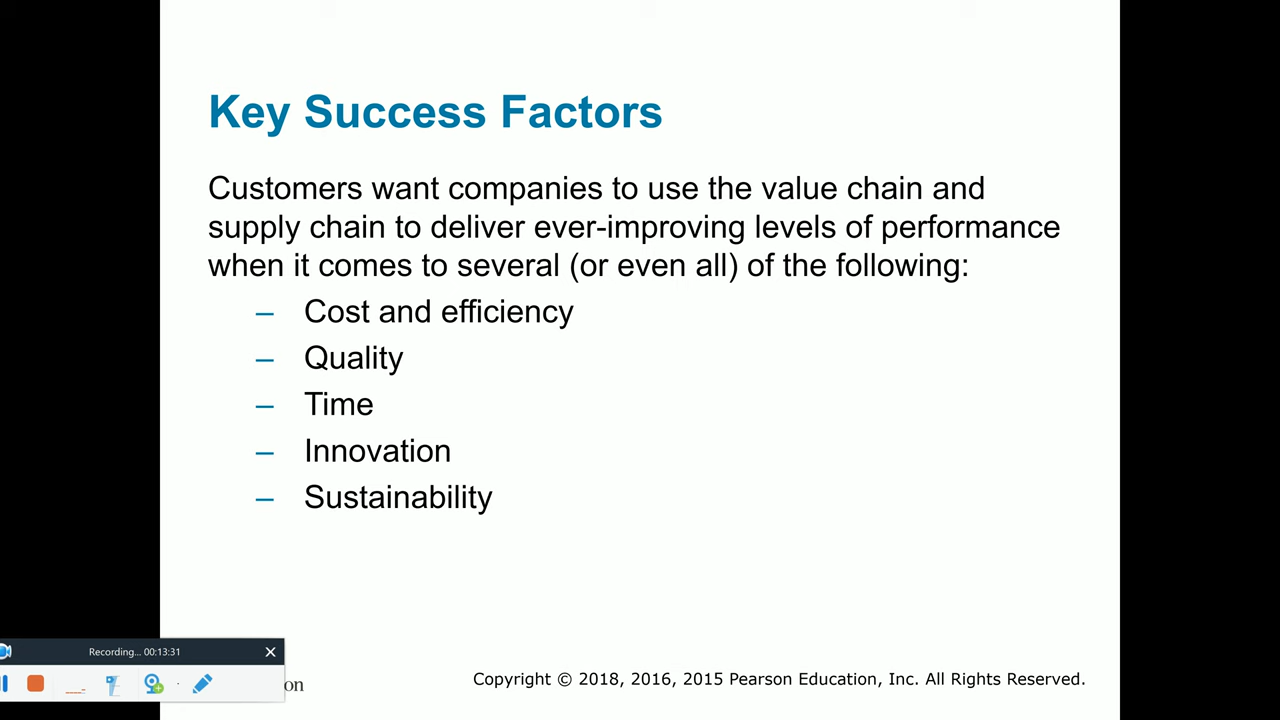 Key Success Factors
Customers want companies to use the value chain and
supply chain to deliver ever-improving levels of performance
when it comes to several (or even all) of the following:
– Cost and efficiency
– Quality
– Time
– Innovation
– Sustainability
Recording... 00:13:31
on
Copyright © 2018, 2016, 2015 Pearson Education, Inc. All Rights Reserved.